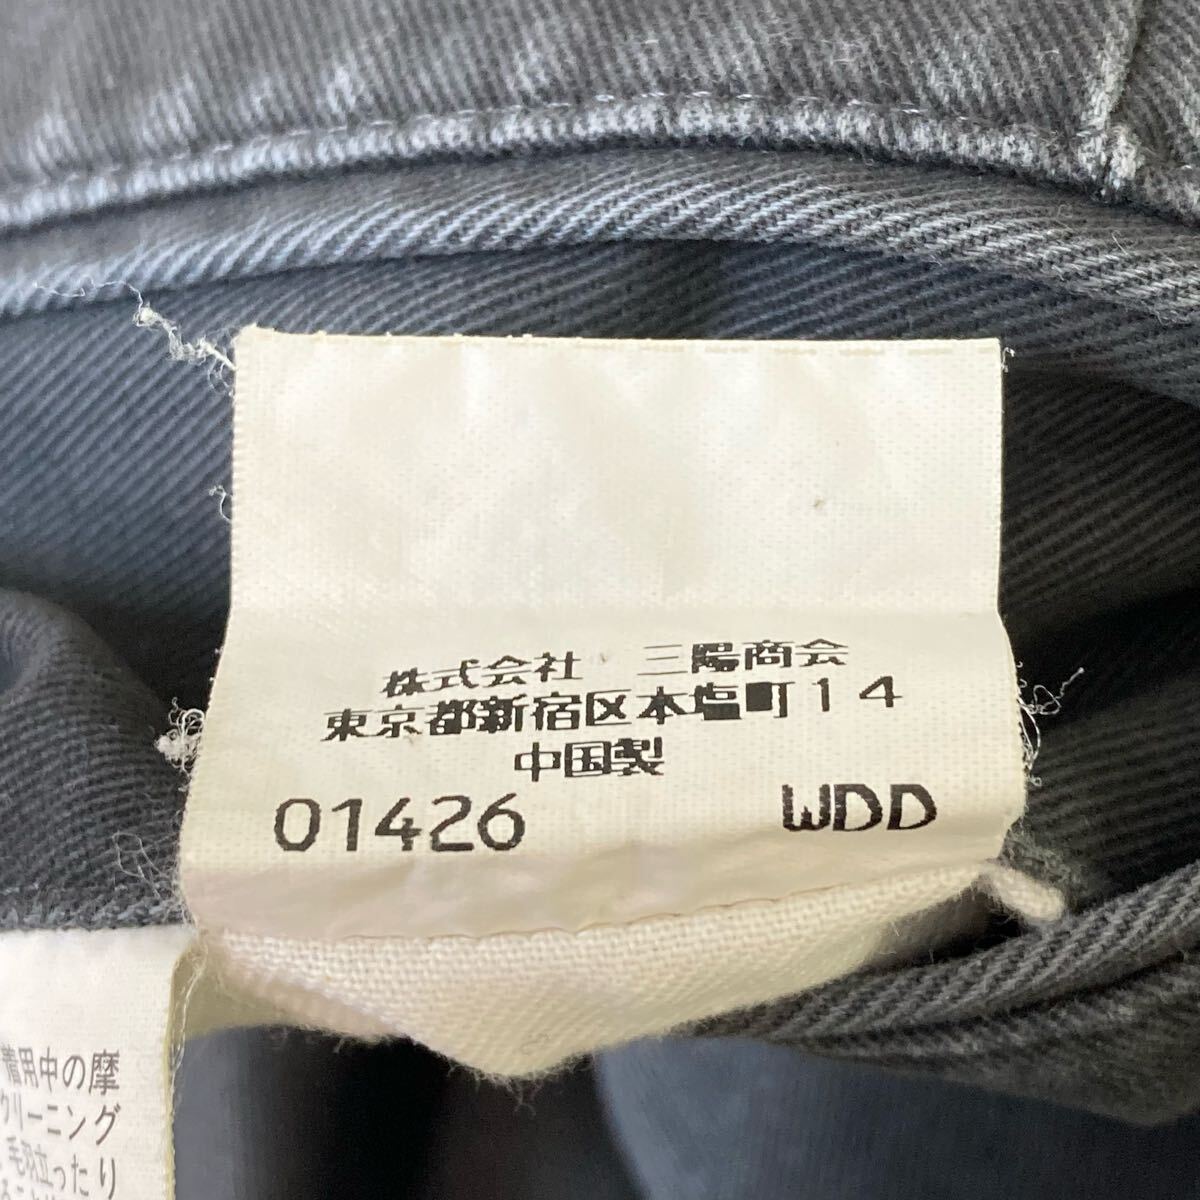 株式会社 三陽商会
東京都新宿区本塩町14
中国製
01426 WDD
着用中の摩
クリーニング
毛羽立ったり